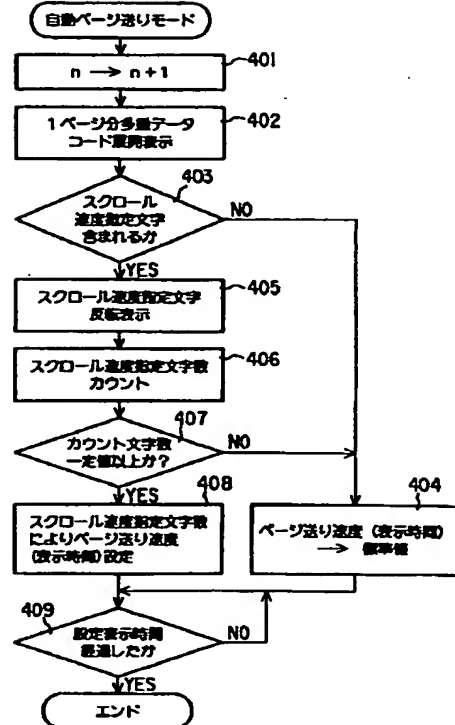 自動ページ送りモード
n → n+1
401
1ページ分多量データ
コード展開表示
402
403
スクロール
速度指定文字
含まれるか
NO
YES
スクロール速度指定文字
反転表示
405
スクロール速度指定文字数
カウント
406
407
カウント文字数
一定値以上か?
NO
YES
408
スクロール速度指定文字数
によりページ送り速度
(表示時間)設定
404
ページ送り速度(表示時間)
→ 標準値
409
設定表示時間
経過したか
NO
YES
エンド